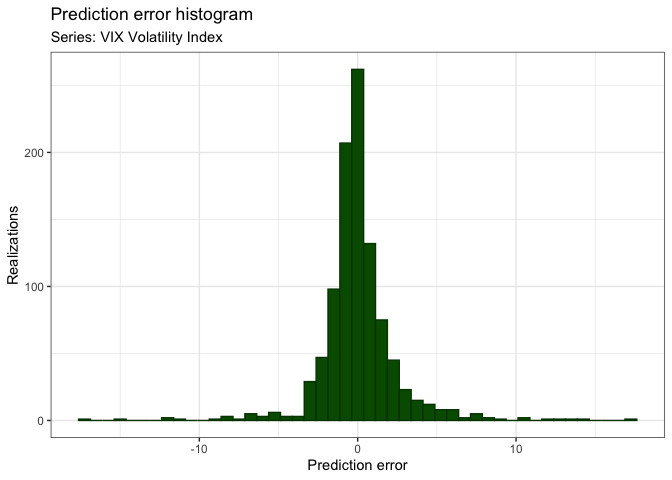 Prediction error histogram
Series: VIX Volatility Index
Realizations
200
100
0
-10 0 10
Prediction error